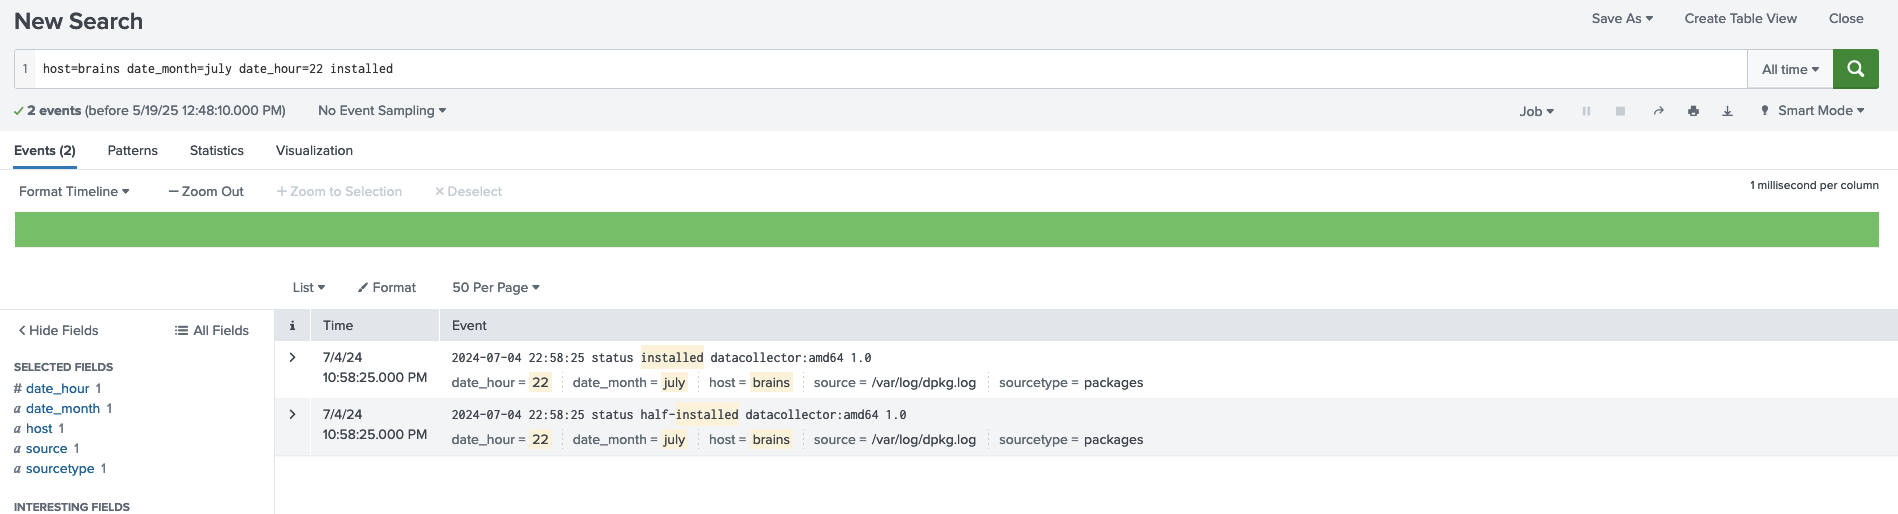 New Search
Save As Create Table View Close
1 host=brains date_month=july date_hour=22 installed All time
2 events (before 5/19/25 12:48:10.000 PM) No Event Sampling Job Smart Mode
Events (2) Patterns Statistics Visualization
Format Timeline — Zoom Out + Zoom to Selection × Deselect 1 millisecond per column
List Format 50 Per Page
< Hide Fields All Fields
i Time Event
SELECTED FIELDS
# date_hour 1
a date_month 1
a host 1
a source 1
a sourcetype 1
INTERESTING FIELDS
> 7/4/24 2024-07-04 22:58:25 status installed datacollector:amd64 1.0
10:58:25.000 PM date_hour = 22 date_month = july host = brains source = /var/log/dpkg.log sourcetype = packages
> 7/4/24 2024-07-04 22:58:25 status half-installed datacollector:amd64 1.0
10:58:25.000 PM date_hour = 22 date_month = july host = brains source = /var/log/dpkg.log sourcetype = packages